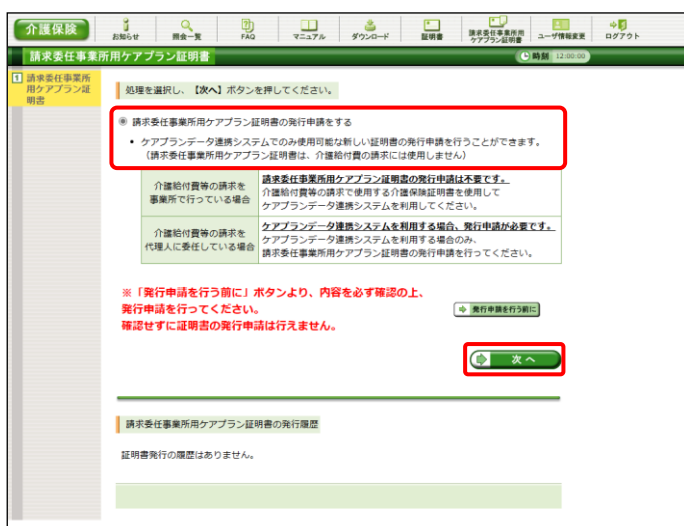 介護保険
お知らせ
照会一覧
FAQ
マニュアル
ダウンロード
証明書
請求委任事業所用
ケアプラン証明書
ユーザ情報変更
ログアウト
請求委任事業所用ケアプラン証明書
時刻 12:00:00
1 請求委任事業所
用ケアプラン証
明書
処理を選択し、【次へ】ボタンを押してください。
請求委任事業所用ケアプラン証明書の発行申請をする
• ケアプランデータ連携システムでのみ使用可能な新しい証明書の発行申請を行うことができます。
（請求委任事業所用ケアプラン証明書は、介護給付費の請求には使用しません）
介護給付費等の請求を
事業所で行っている場合
請求委任事業所用ケアプラン証明書の発行申請は不要です。
介護給付費等の請求で使用する介護保険証明書を使用して
ケアプランデータ連携システムを利用してください。
介護給付費等の請求を
代理人に委任している場合
ケアプランデータ連携システムを利用する場合、発行申請が必要です。
ケアプランデータ連携システムを利用する場合のみ、
請求委任事業所用ケアプラン証明書の発行申請を行ってください。
※「発行申請を行う前に」ボタンより、内容を必ず確認の上、
発行申請を行ってください。
確認せずに証明書の発行申請は行えません。
発行申請を行う前に
次へ
請求委任事業所用ケアプラン証明書の発行履歴
証明書発行の履歴はありません。